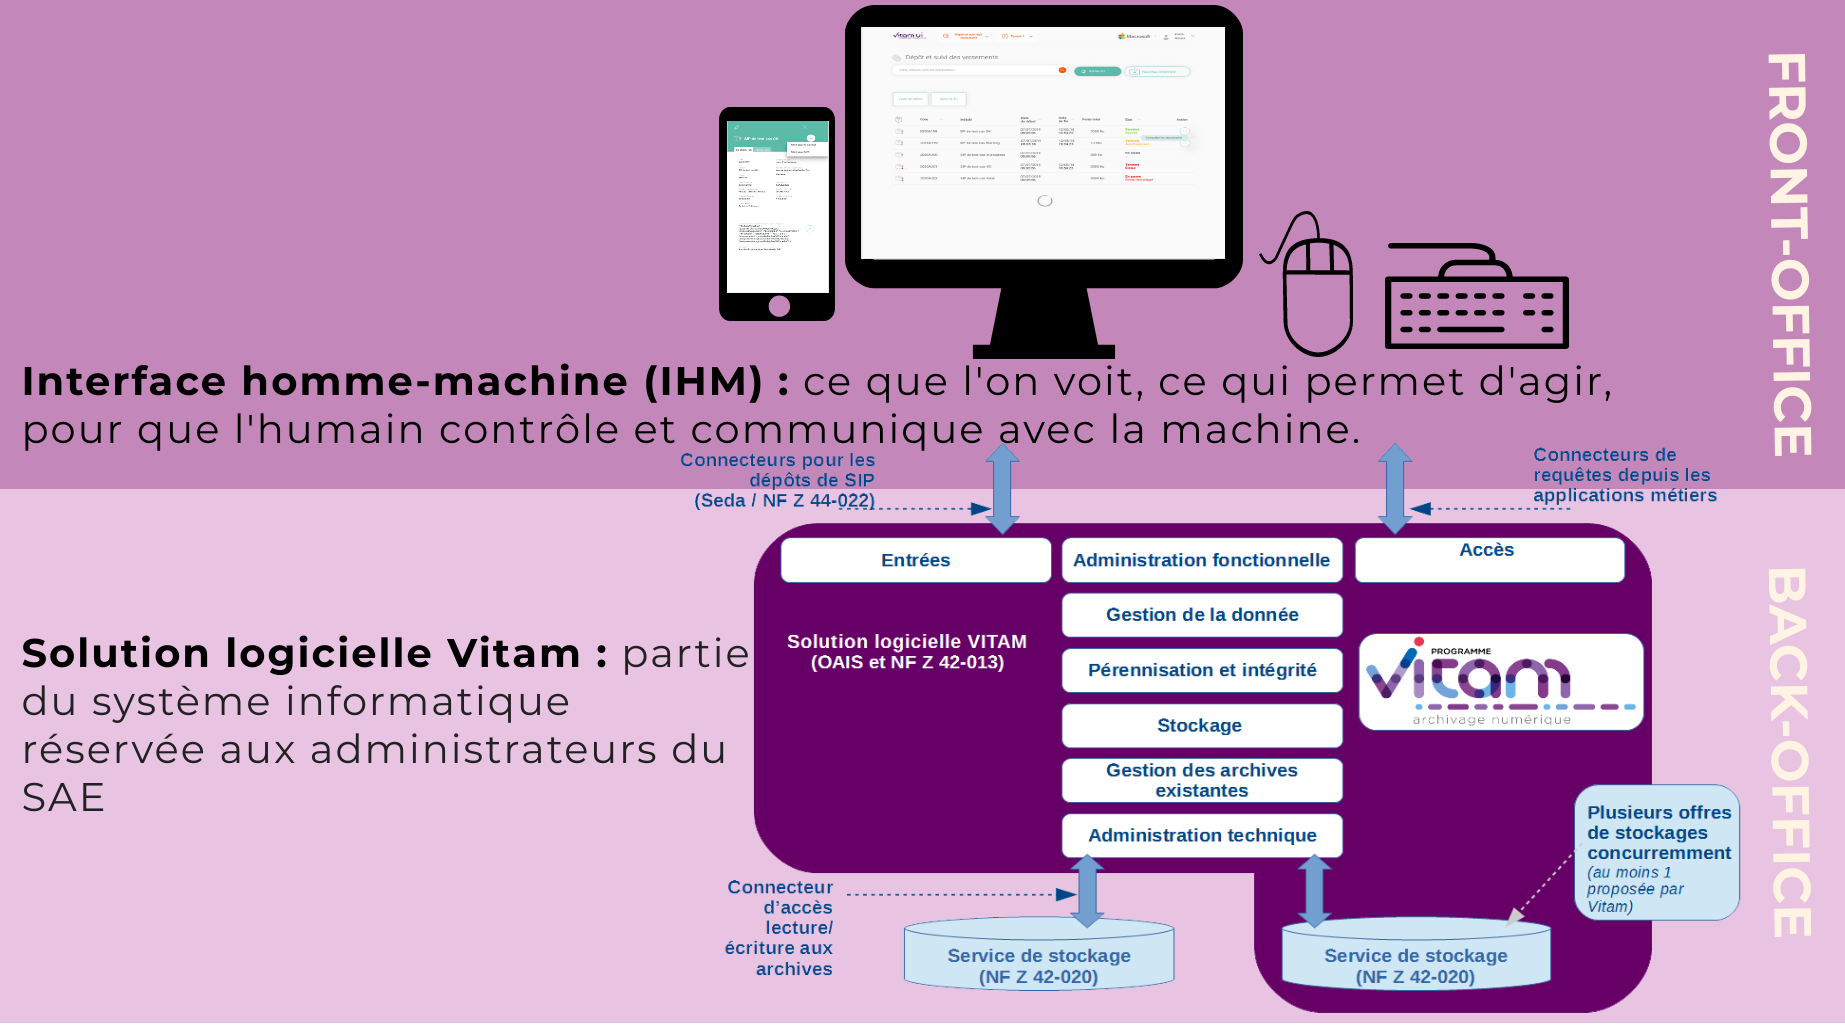 vitam ui
Dépôt et suivi des versements
FRONT-OFFICE
Interface homme-machine (IHM) : ce que l'on voit, ce qui permet d'agir,
pour que l'humain contrôle et communique avec la machine.
Connecteurs pour les
dépôts de SIP
(Seda / NF Z 44-022)
Connecteurs de
requêtes depuis les
applications métiers
Entrées
Administration fonctionnelle
Accès
Gestion de la donnée
Solution logicielle VITAM
(OAIS et NF Z 42-013)
Pérennisation et intégrité
Stockage
Gestion des archives
existantes
Administration technique
PROGRAMME
vitam
archivage numérique
Solution logicielle Vitam : partie
du système informatique
réservée aux administrateurs du
SAE
BACK-OFFICE
Plusieurs offres
de stockages
concurremment
(au moins 1
proposée par
Vitam)
Connecteur
d’accès
lecture/
écriture aux
archives
Service de stockage
(NF Z 42-020)
Service de stockage
(NF Z 42-020)